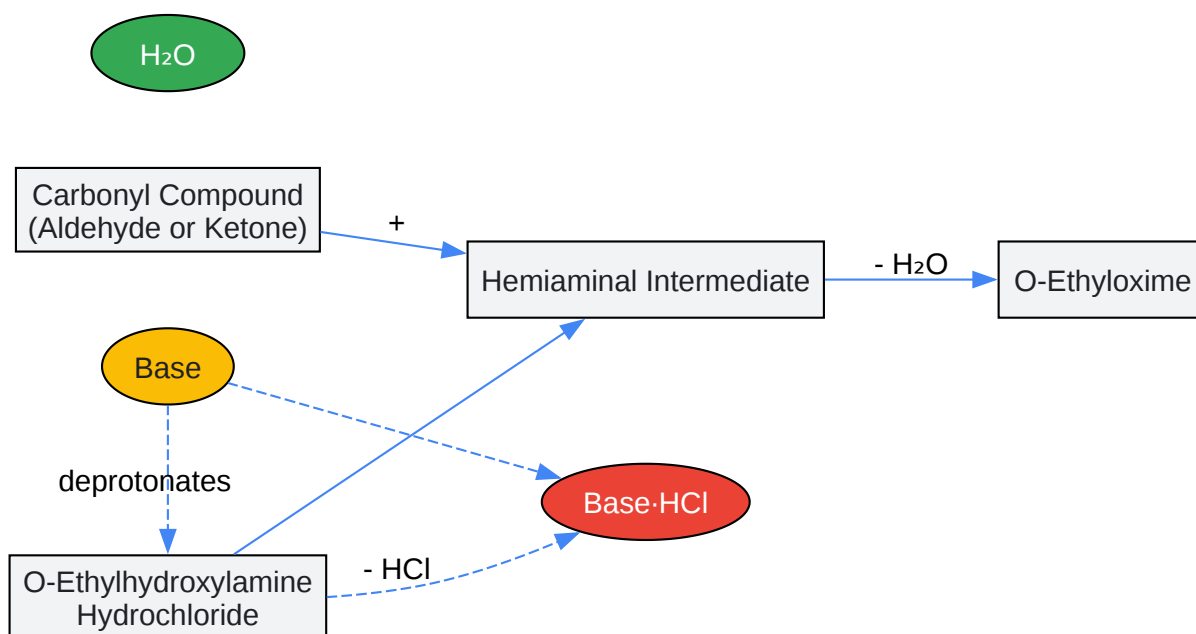 H₂O
Carbonyl Compound
(Aldehyde or Ketone)
+
Hemiaminal Intermediate
- H₂O
O-Ethyloxime
Base
deprotonates
Base·HCl
O-Ethylhydroxylamine
Hydrochloride
- HCl